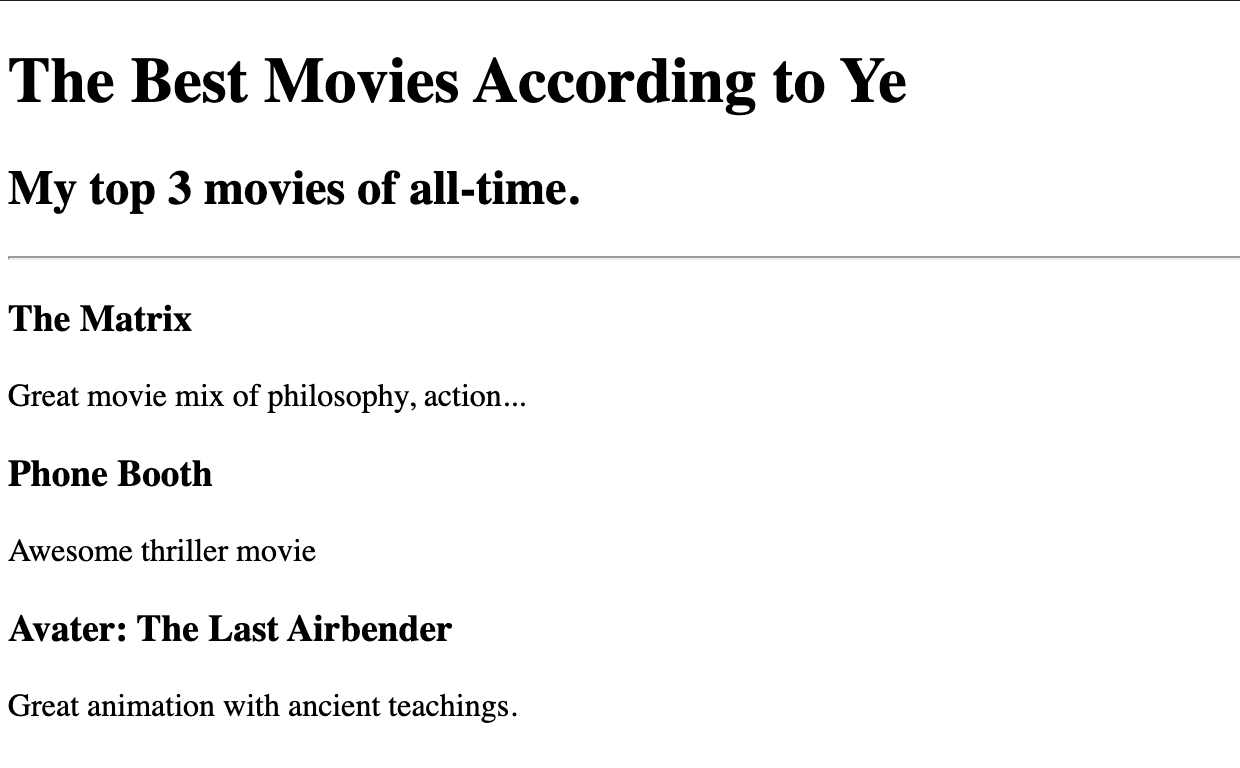 The Best Movies According to Ye
My top 3 movies of all-time.
The Matrix
Great movie mix of philosophy, action...
Phone Booth
Awesome thriller movie
Avater: The Last Airbender
Great animation with ancient teachings.